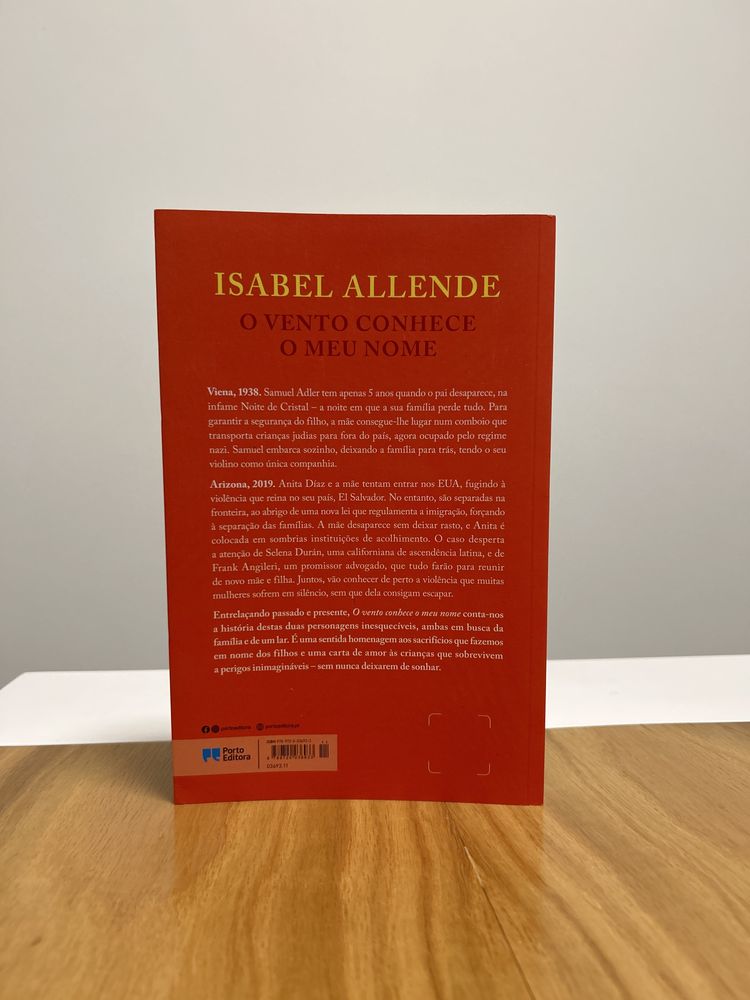 ISABEL ALLENDE
O VENTO CONHECE
O MEU NOME
Viena, 1938. Samuel Adler tem apenas 5 anos quando o pai desaparece, na
infame Noite de Cristal – a noite em que a sua família perde tudo. Para
garantir a segurança do filho, a mãe consegue-lhe lugar num comboio que
transporta crianças judias para fora do país, agora ocupado pelo regime
nazi. Samuel embarca sozinho, deixando a família para trás, tendo o seu
violino como única companhia.
Arizona, 2019. Anita Díaz e a mãe tentam entrar nos EUA, fugindo à
violência que reina no seu país, El Salvador. No entanto, são separadas na
fronteira, ao abrigo de uma nova lei que regulamenta a imigração, forçando
à separação das famílias. A mãe desaparece sem deixar rasto, e Anita é
colocada em sombrias instituições de acolhimento. O caso desperta
a atenção de Selena Durán, uma californiana de ascendência latina, e de
Frank Angileri, um promissor advogado, que tudo farão para reunir
de novo mãe e filha. Juntos, vão conhecer de perto a violência que muitas
mulheres sofrem em silêncio, sem que dela consigam escapar.
Entrelaçando passado e presente, O vento conhece o meu nome conta-nos
a história destas duas personagens inesquecíveis, ambas em busca da
família e de um lar. É uma sentida homenagem aos sacrifícios que fazemos
em nome dos filhos e uma carta de amor às crianças que sobrevivem
a perigos inimagináveis – sem nunca deixarem de sonhar.
portoeditora portoeditora.pt
Porto
Editora
ISBN
03693.11